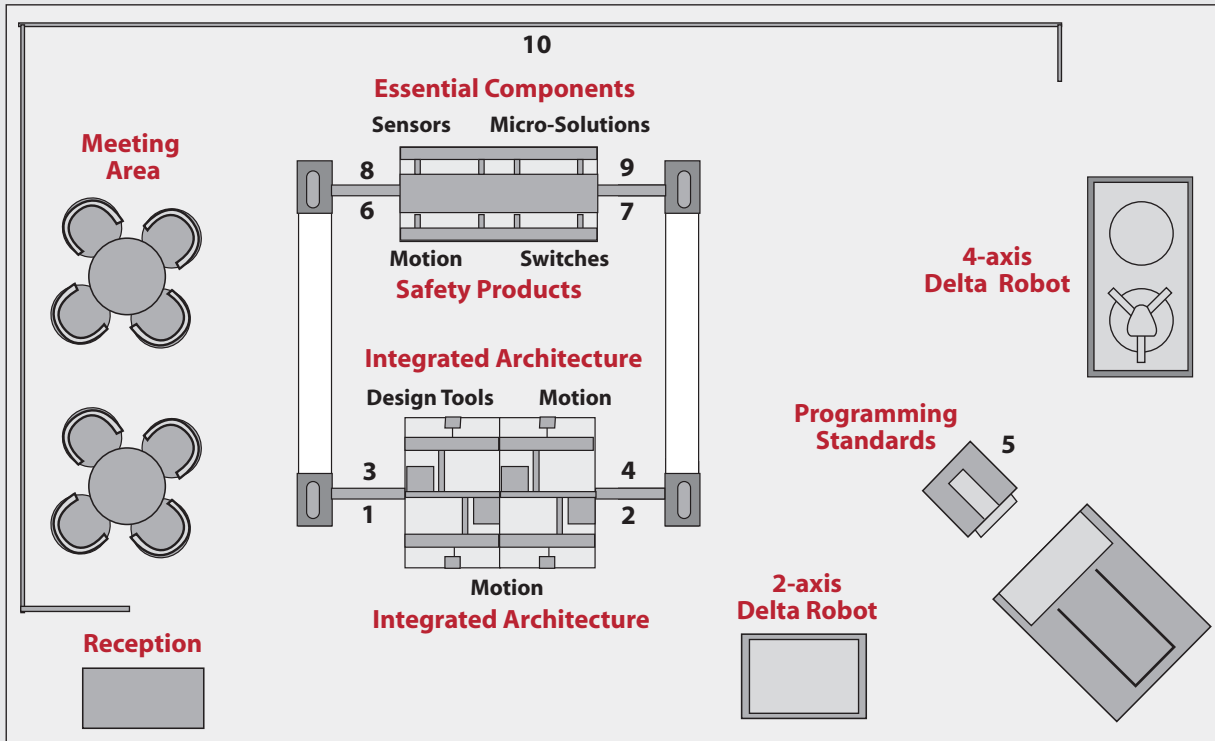 10
Essential Components
Sensors
Micro-Solutions
Meeting
Area
8
9
6
7
Motion
Switches
Safety Products
4-axis
Delta Robot
Integrated Architecture
Design Tools
Motion
Programming
Standards
5
3
4
1
2
Motion
Integrated Architecture
2-axis
Delta Robot
Reception